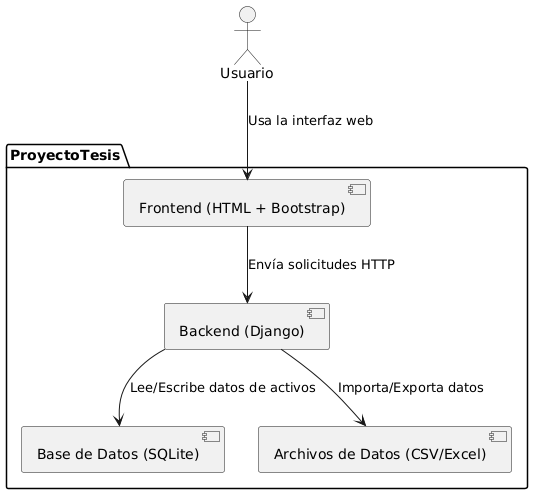 Usuario
Usa la interfaz web
ProyectoTesis
Frontend (HTML + Bootstrap)
Envía solicitudes HTTP
Backend (Django)
Lee/Escribe datos de activos
Importa/Exporta datos
Base de Datos (SQLite)
Archivos de Datos (CSV/Excel)